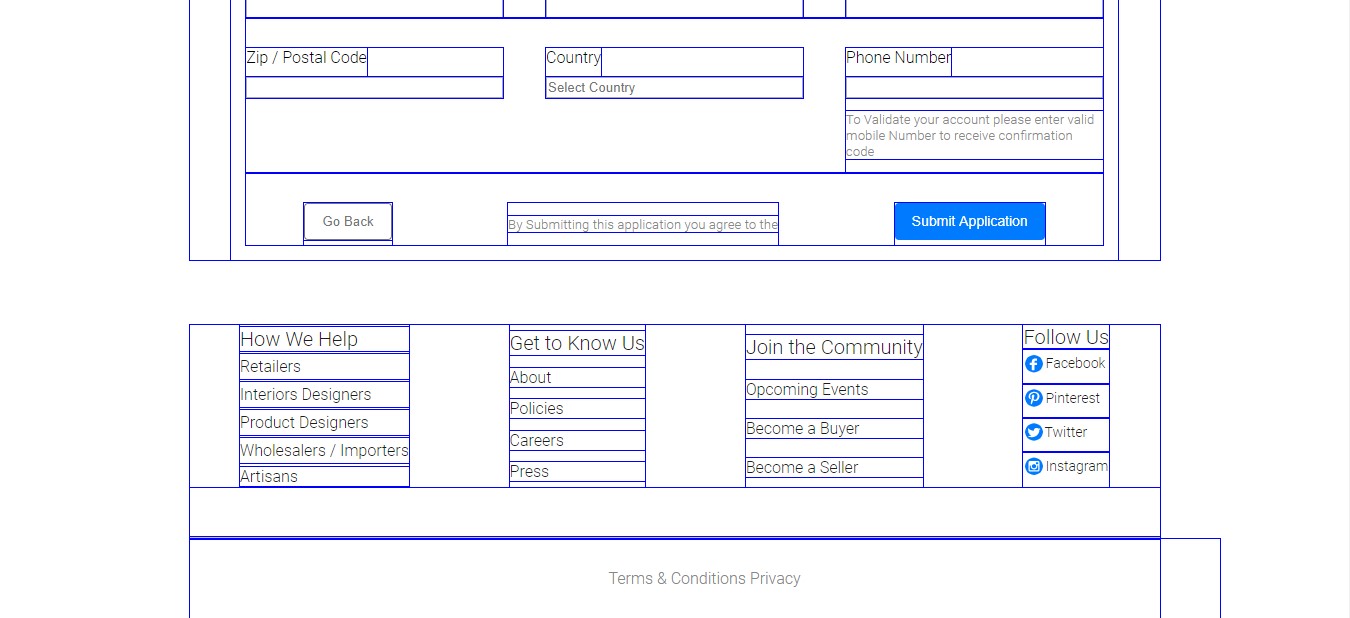 Zip / Postal Code
Country
Phone Number
Select Country
To Validate your account please enter valid
mobile Number to receive confirmation
code
Go Back
By Submitting this application you agree to the
Submit Application
How We Help
Retailers
Interiors Designers
Product Designers
Wholesalers / Importers
Artisans
Get to Know Us
About
Policies
Careers
Press
Join the Community
Opcoming Events
Become a Buyer
Become a Seller
Follow Us
Facebook
Pinterest
Twitter
Instagram
Terms & Conditions Privacy